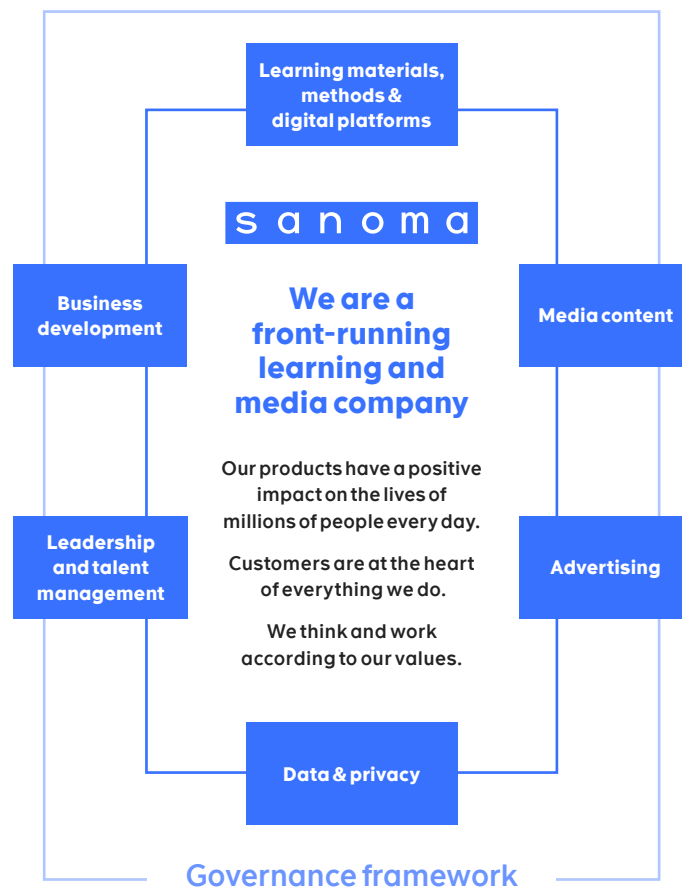 Learning materials,
methods &
digital platforms
sanoma
Business
development
We are a
front-running
learning and
media company
Media content
Our products have a positive
impact on the lives of
millions of people every day.
Customers are at the heart
of everything we do.
We think and work
according to our values.
Leadership
and talent
management
Advertising
Data & privacy
Governance framework